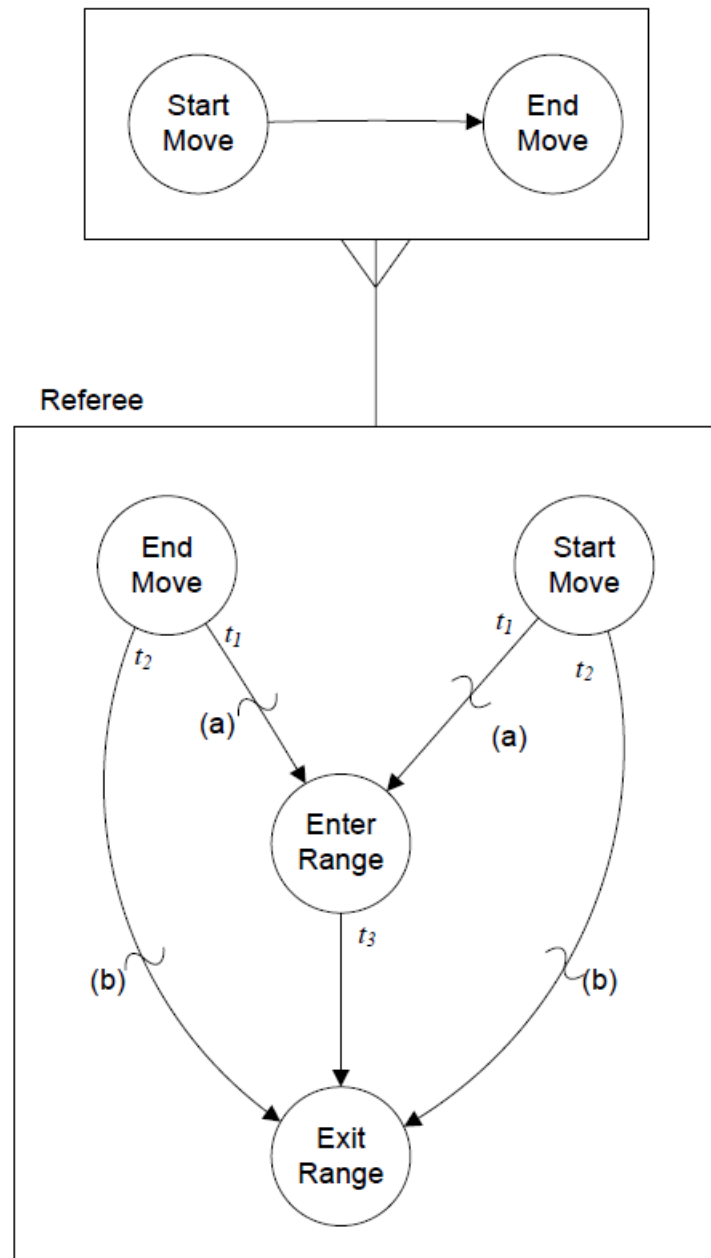 Start
Move
End
Move
Referee
End
Move
Start
Move
t1
t2
t1
t2
(a)
(a)
Enter
Range
t3
(b)
(b)
Exit
Range